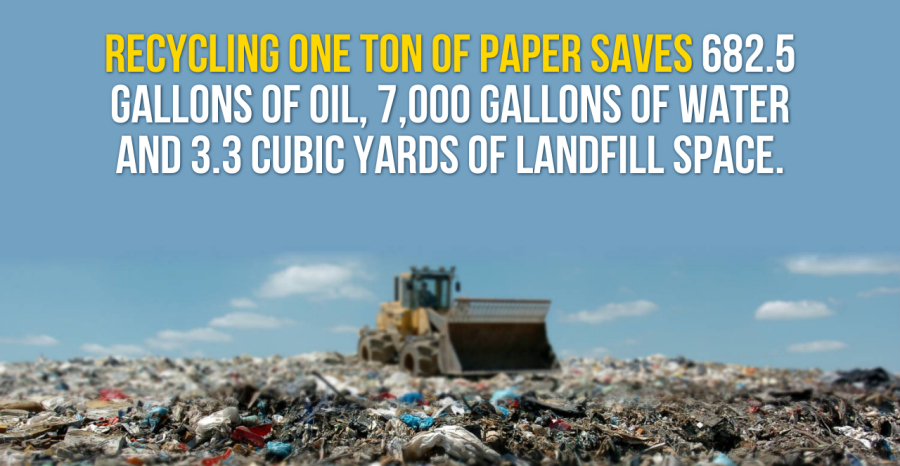 RECYCLING ONE TON OF PAPER SAVES 682.5
GALLONS OF OIL, 7,000 GALLONS OF WATER
AND 3.3 CUBIC YARDS OF LANDFILL SPACE.